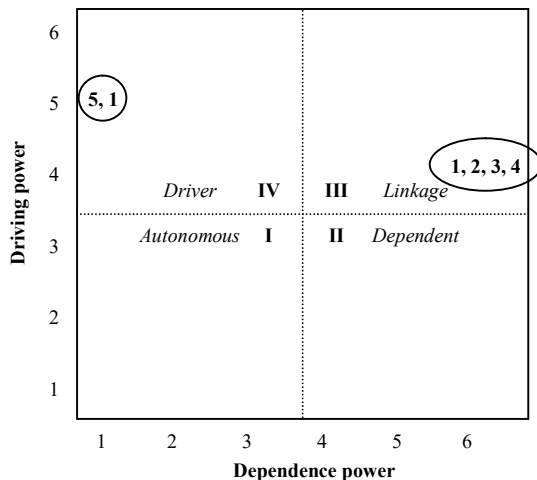 6
5, 1
5
4
1, 2, 3, 4
Driver IV III Linkage
Autonomous I II Dependent
3
2
1
Driving power
1 2 3 4 5 6
Dependence power